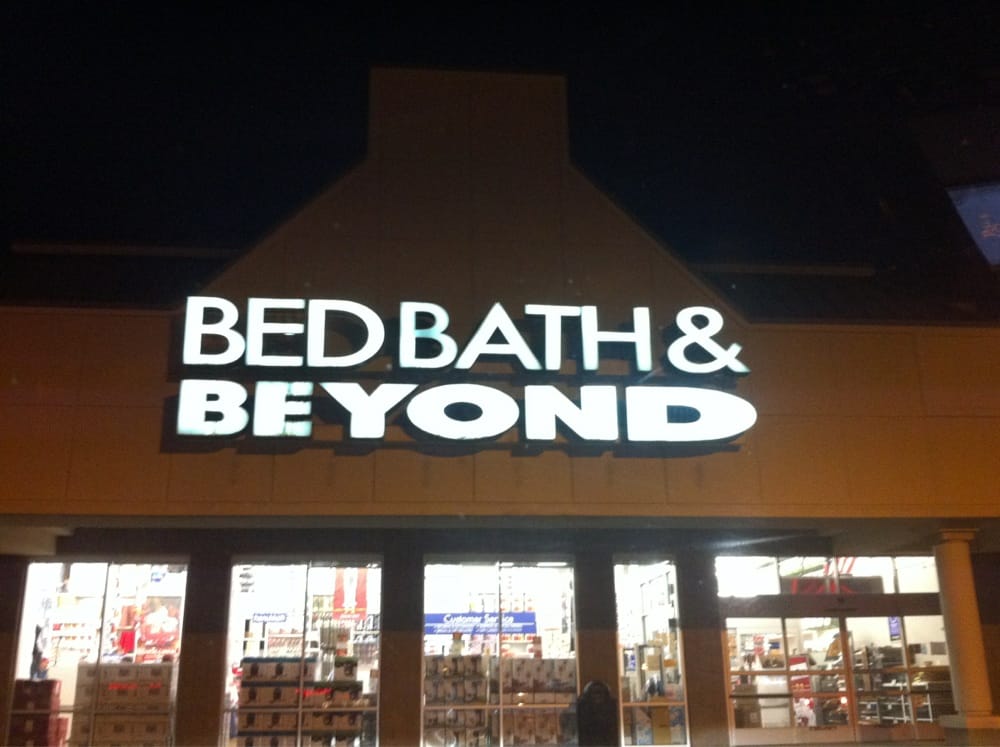 BED BATH &
BEYOND
Customer Service